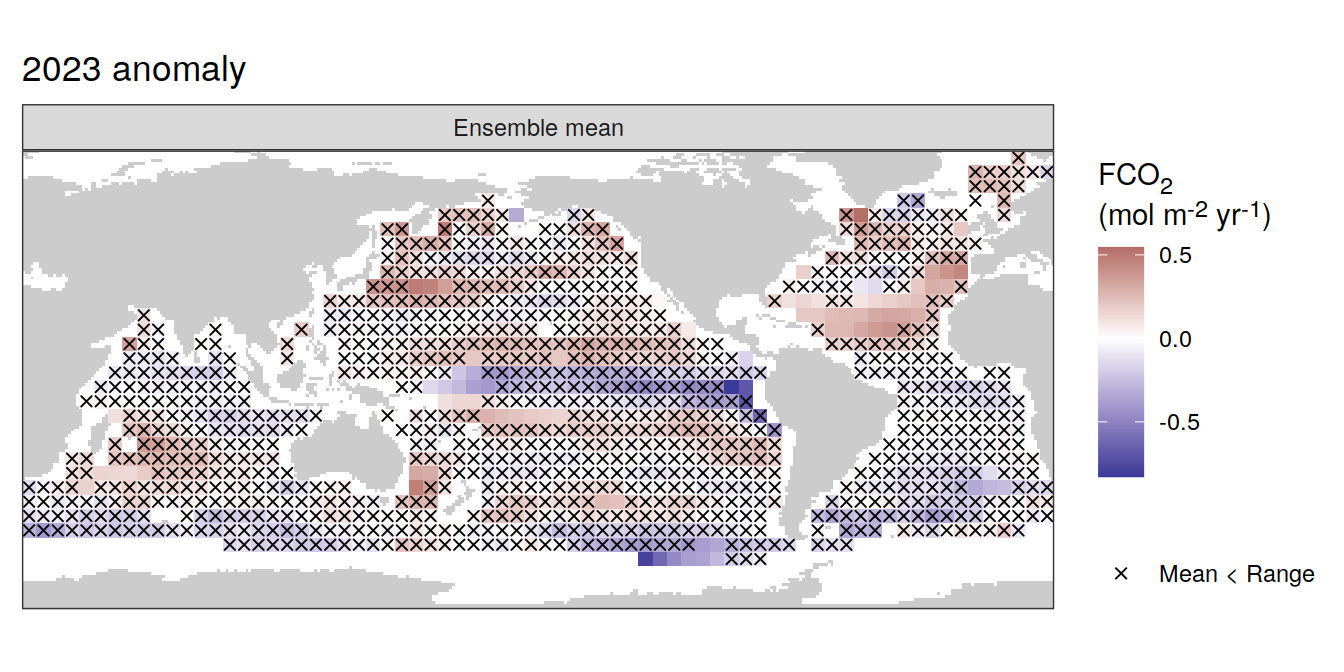 2023 anomaly
Ensemble mean
FCO₂
(mol m⁻² yr⁻¹)
0.5
0.0
-0.5
Mean < Range